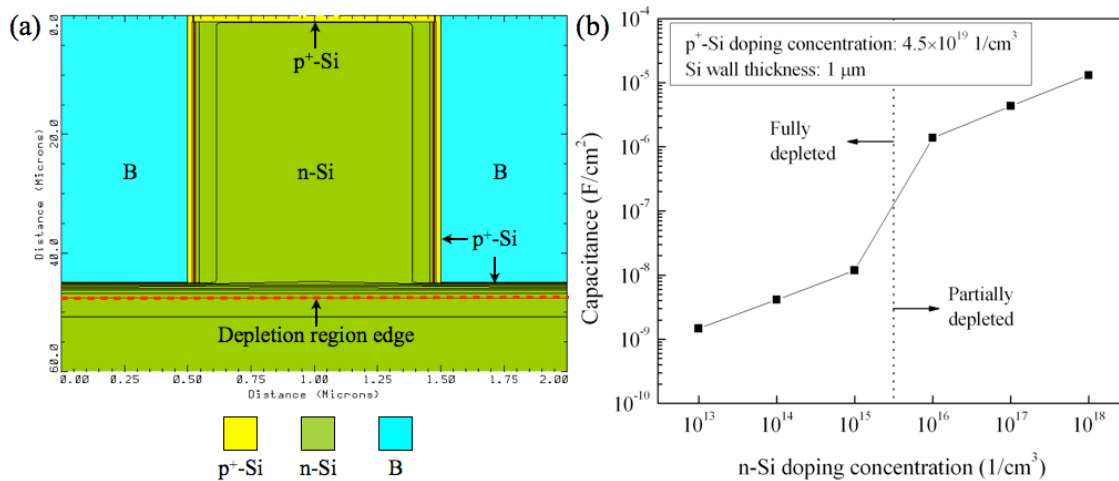 (a)
p⁺-Si
B
n-Si
B
p⁺-Si
Depletion region edge
0.0
20.0
40.0
60.0
Distance (Microns)
0.00 0.25 0.50 0.75 1.00 1.25 1.50 1.75 2.00
Distance (Microns)
p⁺-Si n-Si B
(b)
p⁺-Si doping concentration: 4.5×10¹⁹ 1/cm³
Si wall thickness: 1 μm
Fully
depleted
Partially
depleted
10⁻⁴
10⁻⁵
10⁻⁶
10⁻⁷
10⁻⁸
10⁻⁹
10⁻¹⁰
Capacitance (F/cm²)
10¹³ 10¹⁴ 10¹⁵ 10¹⁶ 10¹⁷ 10¹⁸
n-Si doping concentration (1/cm³)